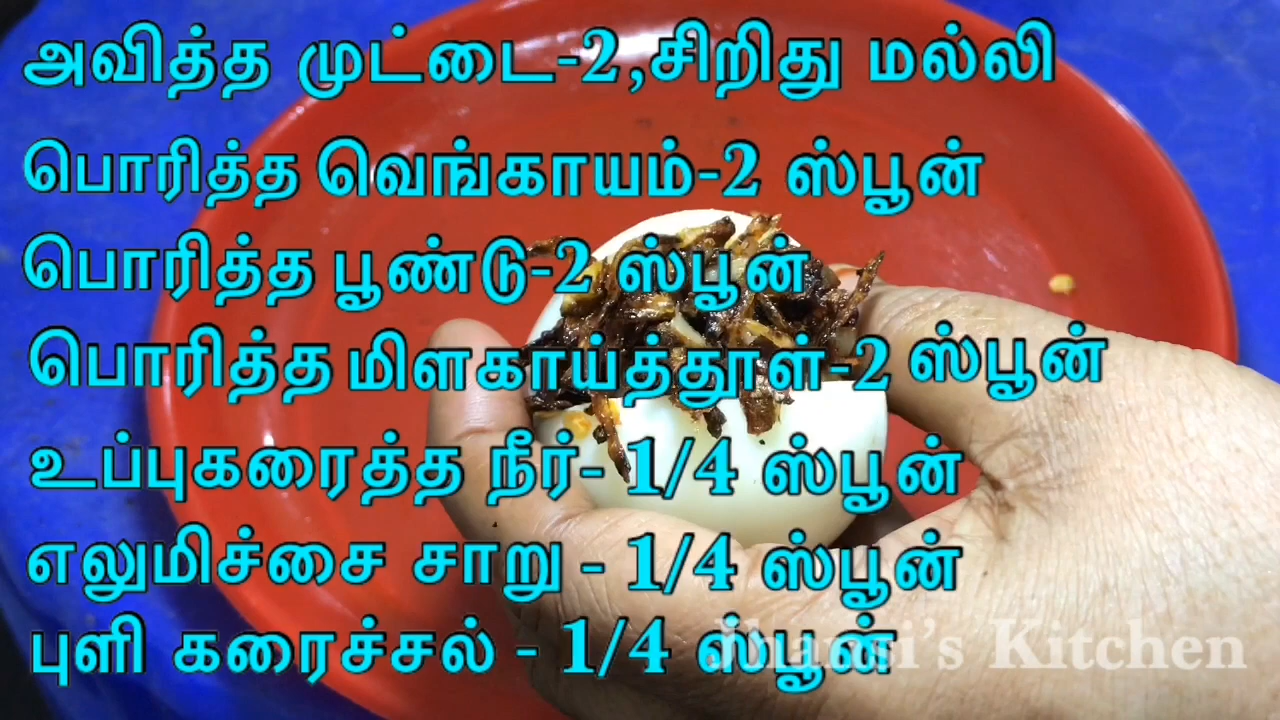 அவித்த முட்டை-2,சிறிது மல்லி
பொரித்த வெங்காயம்-2 ஸ்பூன்
பொரித்த பூண்டு-2 ஸ்பூன்
பொரித்த மிளகாய்த்தூள்-2 ஸ்பூன்
உப்புகரைத்த நீர்- 1/4 ஸ்பூன்
எலுமிச்சை சாறு - 1/4 ஸ்பூன்
புளி கரைச்சல் - 1/4 ஸ்பூன்
Jhansi's Kitchen